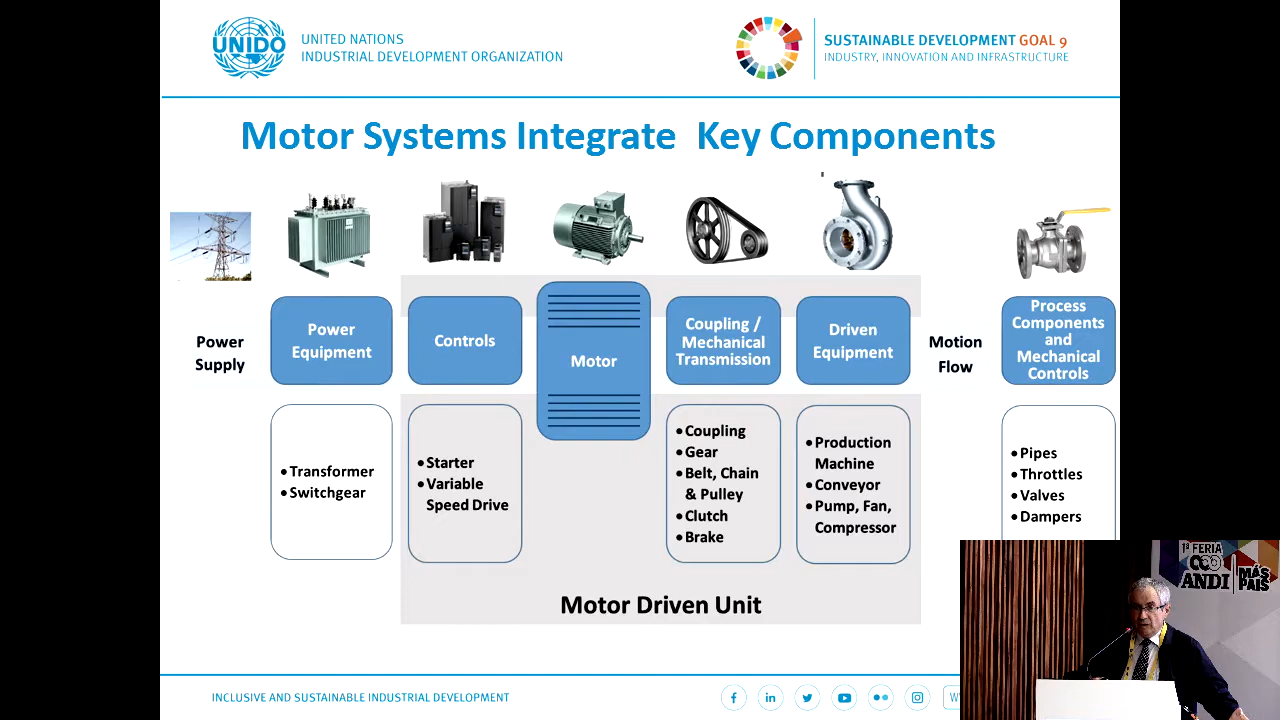 UNIDO
UNITED NATIONS
INDUSTRIAL DEVELOPMENT ORGANIZATION
SUSTAINABLE DEVELOPMENT GOAL 9
INDUSTRY, INNOVATION AND INFRASTRUCTURE
Motor Systems Integrate Key Components
Power
Supply
Power
Equipment
Controls
Motor
Coupling /
Mechanical
Transmission
Driven
Equipment
Motion
Flow
Process
Components
and
Mechanical
Controls
• Transformer
• Switchgear
• Starter
• Variable
Speed Drive
• Coupling
• Gear
• Belt, Chain
& Pulley
• Clutch
• Brake
• Production
Machine
• Conveyor
• Pump, Fan,
Compressor
• Pipes
• Throttles
• Valves
• Dampers
Motor Driven Unit
1ª FERIA
ANDI
MÁS
PAÍS
INCLUSIVE AND SUSTAINABLE INDUSTRIAL DEVELOPMENT